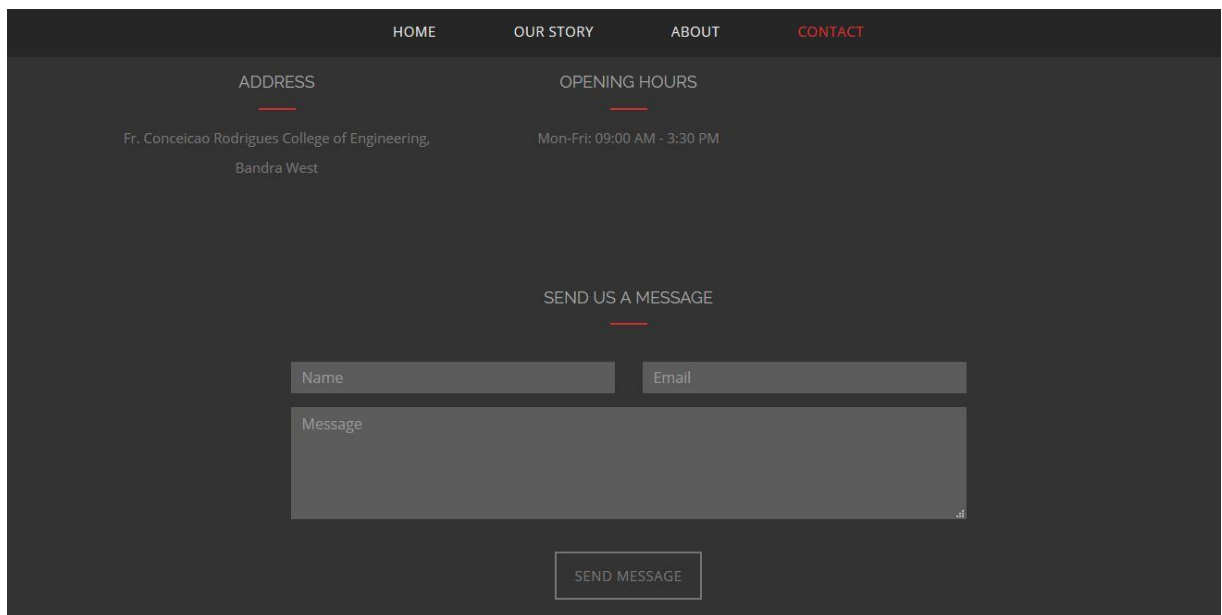 HOME OUR STORY ABOUT CONTACT
ADDRESS
Fr. Conceicao Rodrigues College of Engineering,
Bandra West
OPENING HOURS
Mon-Fri: 09:00 AM - 3:30 PM
SEND US A MESSAGE
Name
Email
Message
SEND MESSAGE